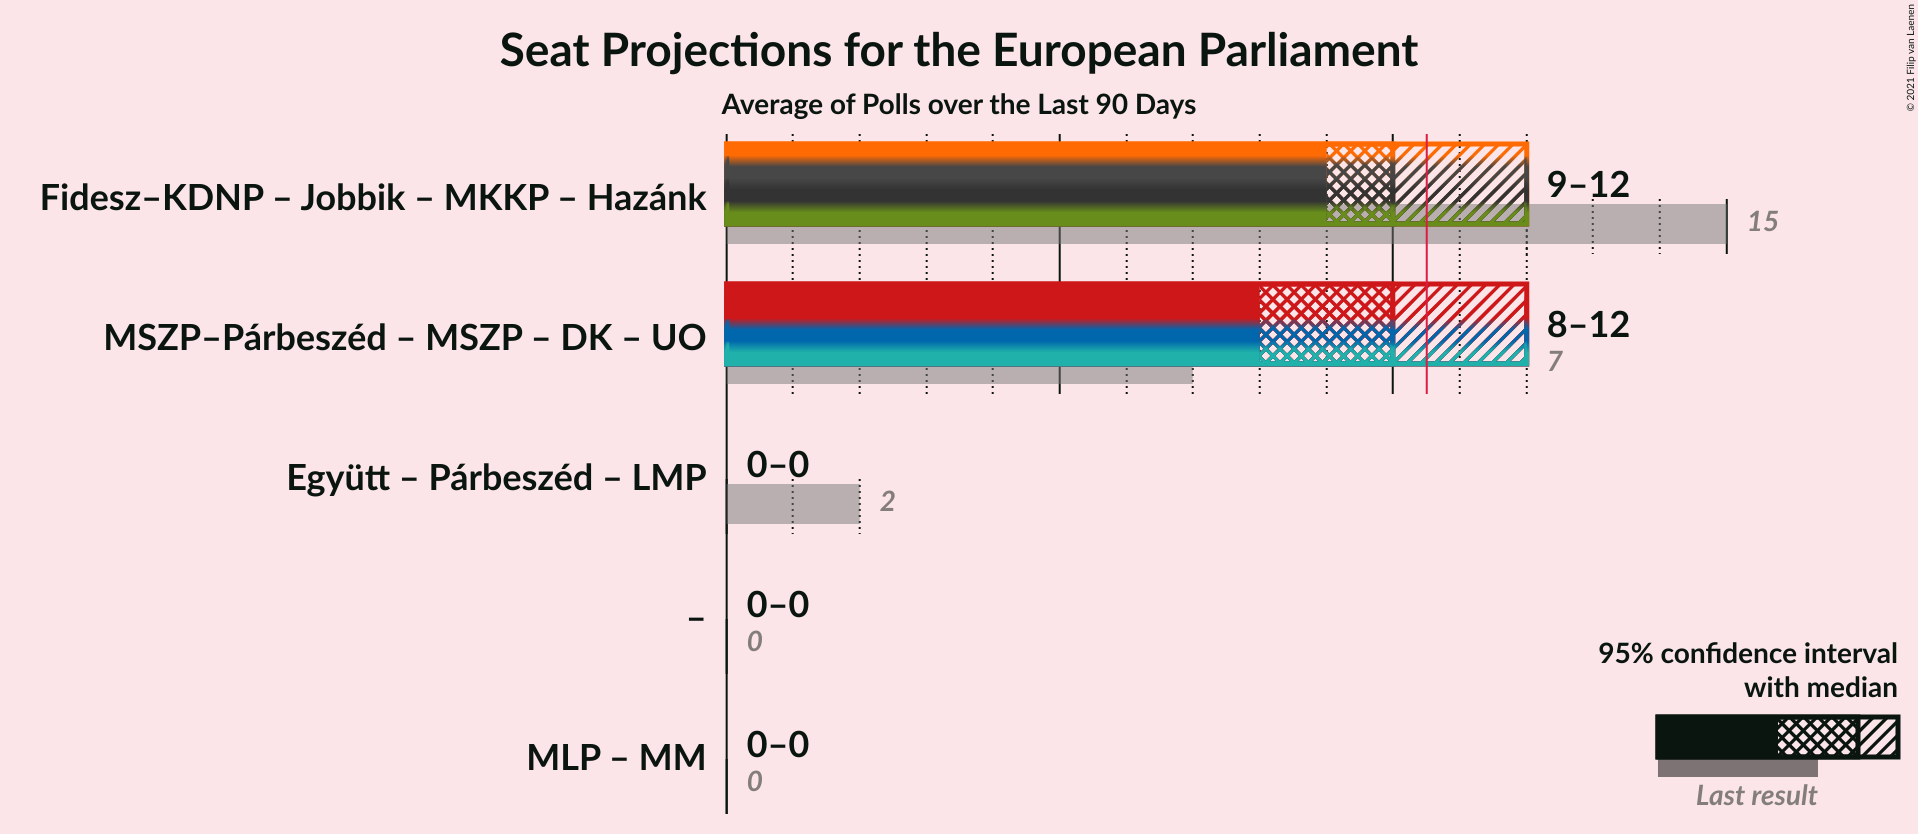 Seat Projections for the European Parliament
Average of Polls over the Last 90 Days
© 2021 Filip van Laenen
Fidesz–KDNP – Jobbik – MKKP – Hazánk
9–12
15
MSZP–Párbeszéd – MSZP – DK – UO
8–12
7
Együtt – Párbeszéd – LMP
0–0
2
–
0–0
0
MLP – MM
0–0
0
95% confidence interval
with median
Last result